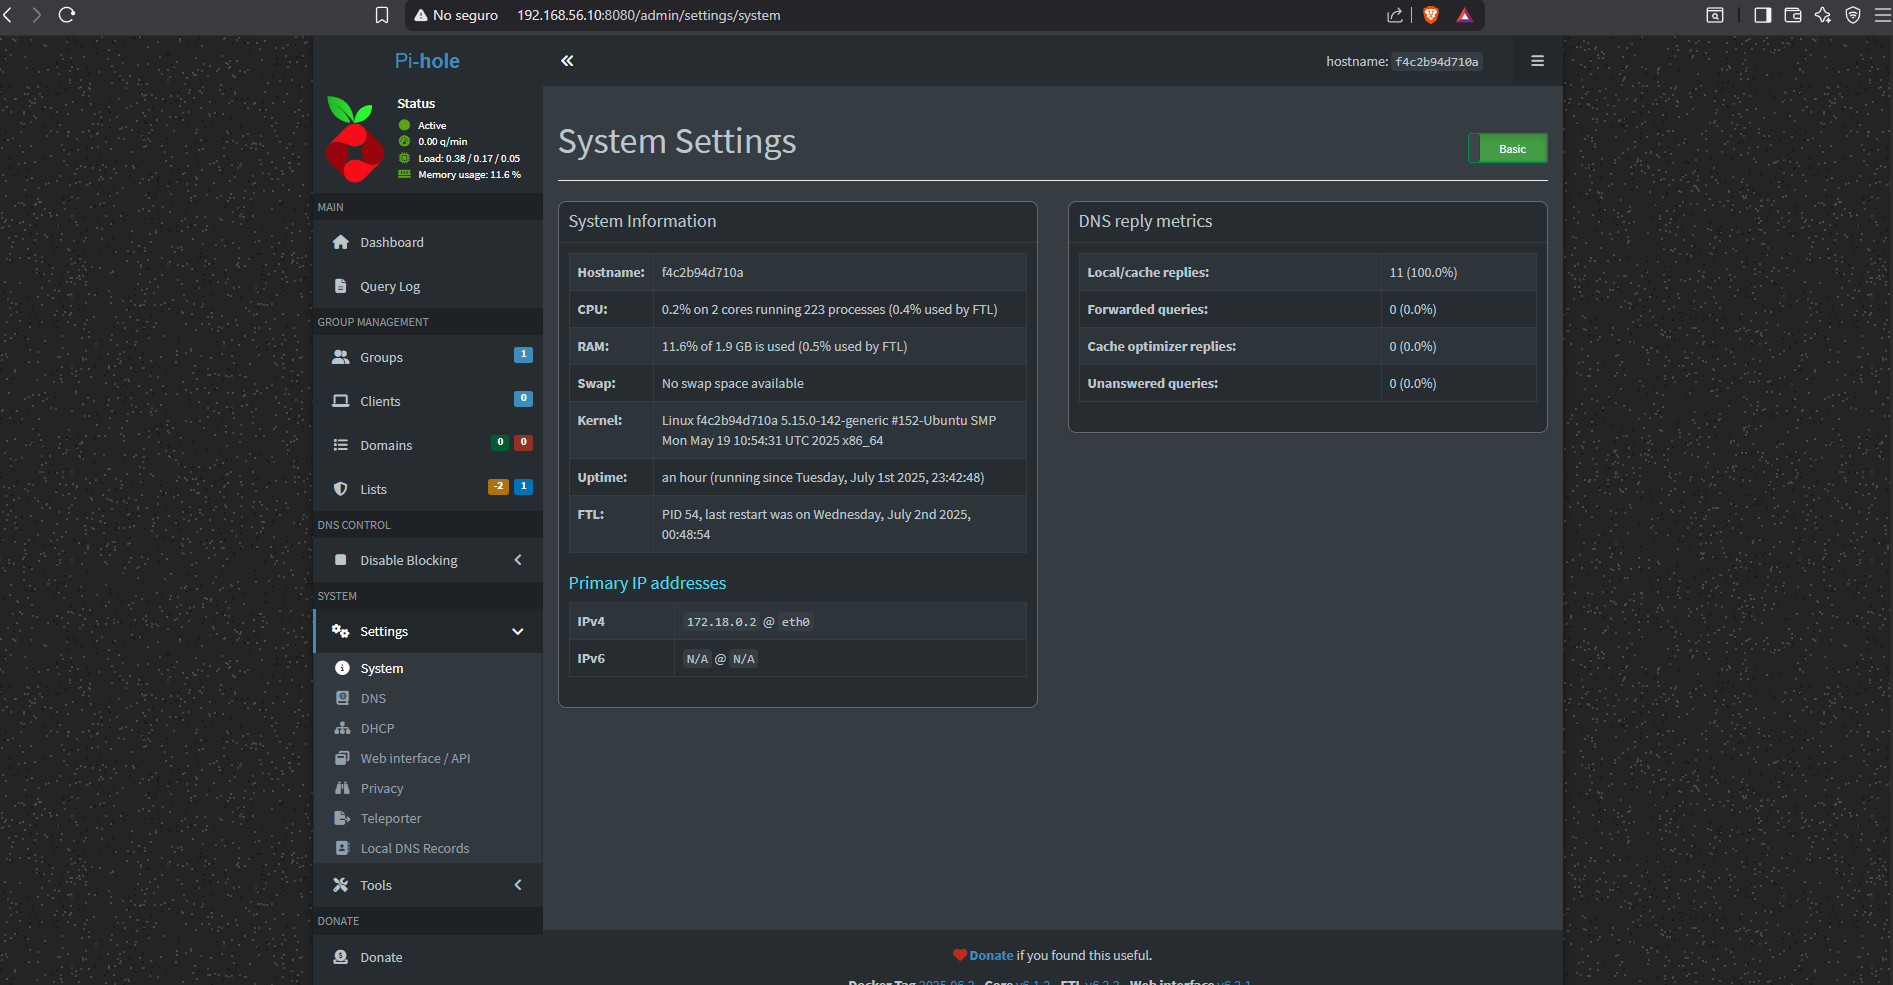 No seguro 192.168.56.10:8080/admin/settings/system
Pi-hole
hostname: f4c2b94d710a
Status
Active
0.00 q/min
Load: 0.38 / 0.17 / 0.05
Memory usage: 11.6 %
MAIN
Dashboard
Query Log
GROUP MANAGEMENT
Groups 1
Clients 0
Domains 0 0
Lists -2 1
DNS CONTROL
Disable Blocking
SYSTEM
Settings
System
DNS
DHCP
Web interface / API
Privacy
Teleporter
Local DNS Records
Tools
DONATE
Donate
System Settings
Basic
System Information
Hostname: f4c2b94d710a
CPU: 0.2% on 2 cores running 223 processes (0.4% used by FTL)
RAM: 11.6% of 1.9 GB is used (0.5% used by FTL)
Swap: No swap space available
Kernel: Linux f4c2b94d710a 5.15.0-142-generic #152-Ubuntu SMP
Mon May 19 10:54:31 UTC 2025 x86_64
Uptime: an hour (running since Tuesday, July 1st 2025, 23:42:48)
FTL: PID 54, last restart was on Wednesday, July 2nd 2025,
00:48:54
Primary IP addresses
IPv4 172.18.0.2 @ eth0
IPv6 N/A @ N/A
DNS reply metrics
Local/cache replies: 11 (100.0%)
Forwarded queries: 0 (0.0%)
Cache optimizer replies: 0 (0.0%)
Unanswered queries: 0 (0.0%)
Donate if you found this useful.
Docker Tag Core FTL Web interface